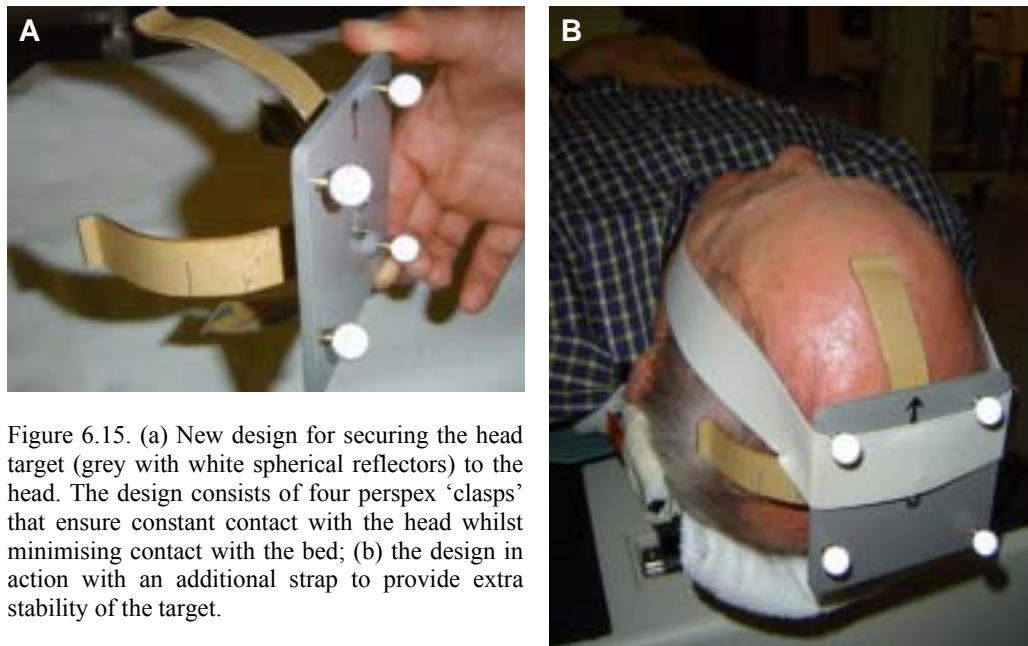 A
B
Figure 6.15. (a) New design for securing the head
target (grey with white spherical reflectors) to the
head. The design consists of four perspex ‘clasps’
that ensure constant contact with the head whilst
minimising contact with the bed; (b) the design in
action with an additional strap to provide extra
stability of the target.